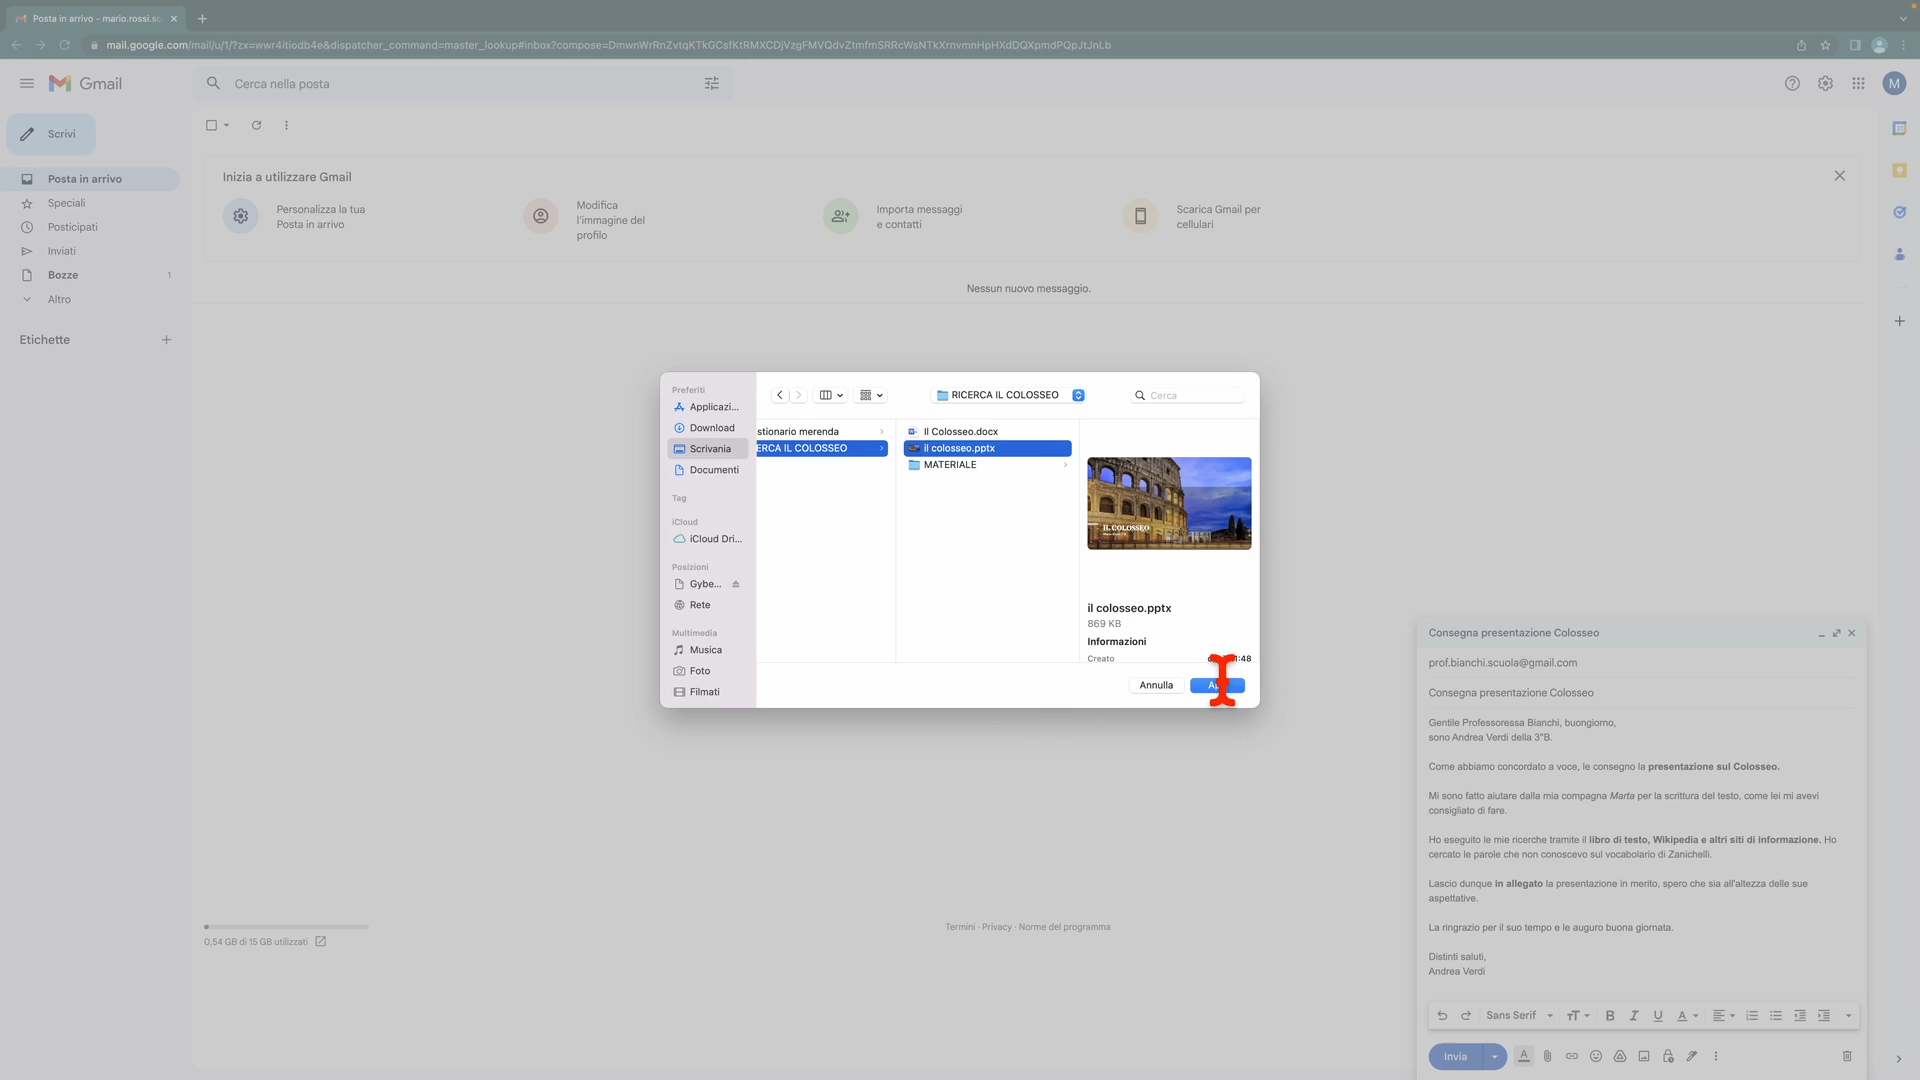 Posta in arrivo - mario.rossi.sc
mail.google.com/mail/u/1/?zx=wwr4itiodb4e&dispatcher_command=master_lookup#inbox?compose=DmwnWrRnZvtqKTkGCsfKtRMXCDjVzgFMVQdvZtmfmSRRcWsNTkXrnvmnHpHXdDQXpmdPQpJtJnLb
Gmail
Cerca nella posta
M
Scrivi
Posta in arrivo
Speciali
Posticipati
Inviati
Bozze 1
Altro
Etichette
Inizia a utilizzare Gmail
Personalizza la tua
Posta in arrivo
Modifica
l'immagine del
profilo
Importa messaggi
e contatti
Scarica Gmail per
cellulari
Nessun nuovo messaggio.
Preferiti
Applicazi...
Download
Scrivania
Documenti
Tag
iCloud
iCloud Dri...
Posizioni
Gybe...
Rete
Multimedia
Musica
Foto
Filmati
RICERCA IL COLOSSEO
Cerca
stionario merenda
ERCA IL COLOSSEO
Il Colosseo.docx
il colosseo.pptx
MATERIALE
IL COLOSSEO
il colosseo.pptx
869 KB
Informazioni
Creato
Annulla
0,54 GB di 15 GB utilizzati
Termini · Privacy · Norme del programma
Consegna presentazione Colosseo
prof.bianchi.scuola@gmail.com
Consegna presentazione Colosseo
Gentile Professoressa Bianchi, buongiorno,
sono Andrea Verdi della 3°B.
Come abbiamo concordato a voce, le consegno la presentazione sul Colosseo.
Mi sono fatto aiutare dalla mia compagna Marta per la scrittura del testo, come lei mi avevi
consigliato di fare.
Ho eseguito le mie ricerche tramite il libro di testo, Wikipedia e altri siti di informazione. Ho
cercato le parole che non conoscevo sul vocabolario di Zanichelli.
Lascio dunque in allegato la presentazione in merito, spero che sia all'altezza delle sue
aspettative.
La ringrazio per il suo tempo e le auguro buona giornata.
Distinti saluti,
Andrea Verdi
Sans Serif
Invia